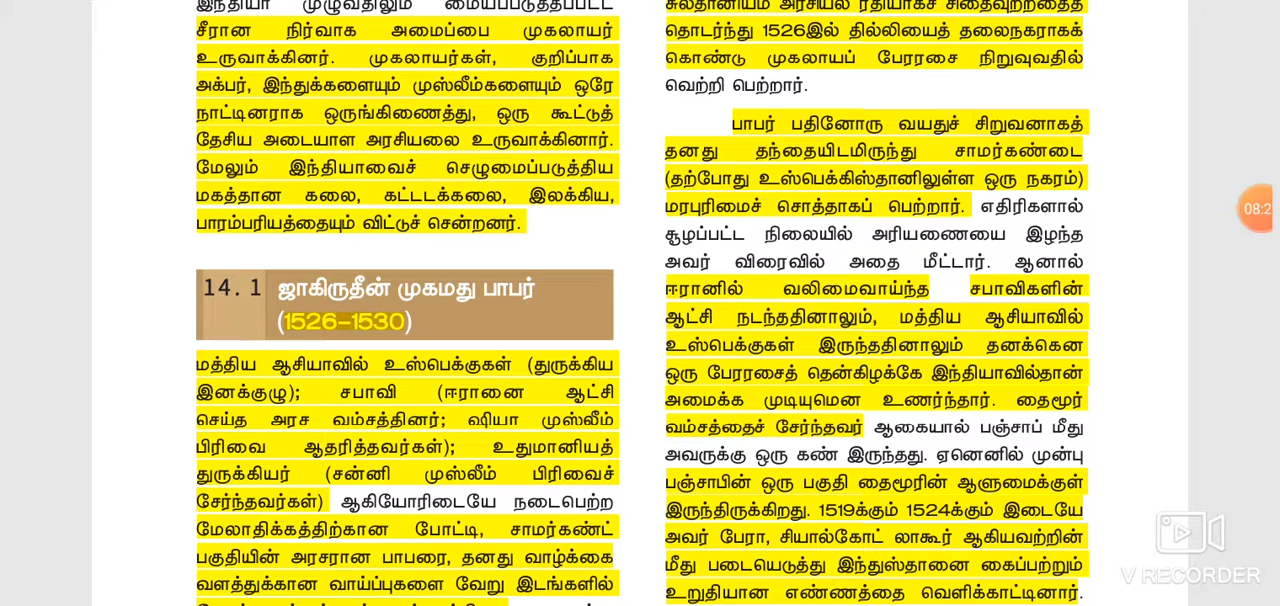 இந்தியா முழுவதிலும் மையப்படுத்தப்பட்ட
சீரான நிர்வாக அமைப்பை முகலாயர்
உருவாக்கினர். முகலாயர்கள், குறிப்பாக
அக்பர், இந்துக்களையும் முஸ்லீம்களையும் ஒரே
நாட்டினராக ஒருங்கிணைத்து, ஒரு கூட்டுத்
தேசிய அடையாள அரசியலை உருவாக்கினார்.
மேலும் இந்தியாவைச் செழுமைப்படுத்திய
மகத்தான கலை, கட்டடக்கலை, இலக்கிய,
பாரம்பரியத்தையும் விட்டுச் சென்றனர்.
14.1 ஜாகிருதீன் முகமது பாபர்
(1526–1530)
மத்திய ஆசியாவில் உஸ்பெக்குகள் (துருக்கிய
இனக்குழு); சபாவி (ஈரானை ஆட்சி
செய்த அரச வம்சத்தினர்; ஷியா முஸ்லீம்
பிரிவை ஆதரித்தவர்கள்); உதுமானியத்
துருக்கியர் (சன்னி முஸ்லீம் பிரிவைச்
சேர்ந்தவர்கள்) ஆகியோரிடையே நடைபெற்ற
மேலாதிக்கத்திற்கான போட்டி, சாமர்கண்ட்
பகுதியின் அரசரான பாபரை, தனது வாழ்க்கை
வளத்துக்கான வாய்ப்புகளை வேறு இடங்களில்
சுல்தானியம் அரசியல் ரீதியாகச் சிதைவுற்றதைத்
தொடர்ந்து 1526இல் தில்லியைத் தலைநகராகக்
கொண்டு முகலாயப் பேரரசை நிறுவுவதில்
வெற்றி பெற்றார்.
பாபர் பதினோரு வயதுச் சிறுவனாகத்
தனது தந்தையிடமிருந்து சாமர்கண்டை
(தற்போது உஸ்பெக்கிஸ்தானிலுள்ள ஒரு நகரம்)
மரபுரிமைச் சொத்தாகப் பெற்றார். எதிரிகளால்
சூழப்பட்ட நிலையில் அரியணையை இழந்த
அவர் விரைவில் அதை மீட்டார். ஆனால்
ஈரானில் வலிமைவாய்ந்த சபாவிகளின்
ஆட்சி நடந்ததினாலும், மத்திய ஆசியாவில்
உஸ்பெக்குகள் இருந்ததினாலும் தனக்கென
ஒரு பேரரசைத் தென்கிழக்கே இந்தியாவில்தான்
அமைக்க முடியுமென உணர்ந்தார். தைமூர்
வம்சத்தைச் சேர்ந்தவர் ஆகையால் பஞ்சாப் மீது
அவருக்கு ஒரு கண் இருந்தது. ஏனெனில் முன்பு
பஞ்சாபின் ஒரு பகுதி தைமூரின் ஆளுமைக்குள்
இருந்திருக்கிறது. 1519க்கும் 1524க்கும் இடையே
அவர் பேரா, சியால்கோட் லாகூர் ஆகியவற்றின்
மீது படையெடுத்து இந்துஸ்தானை கைப்பற்றும்
உறுதியான எண்ணத்தை வெளிக்காட்டினார்.
08:2
V RECORDER